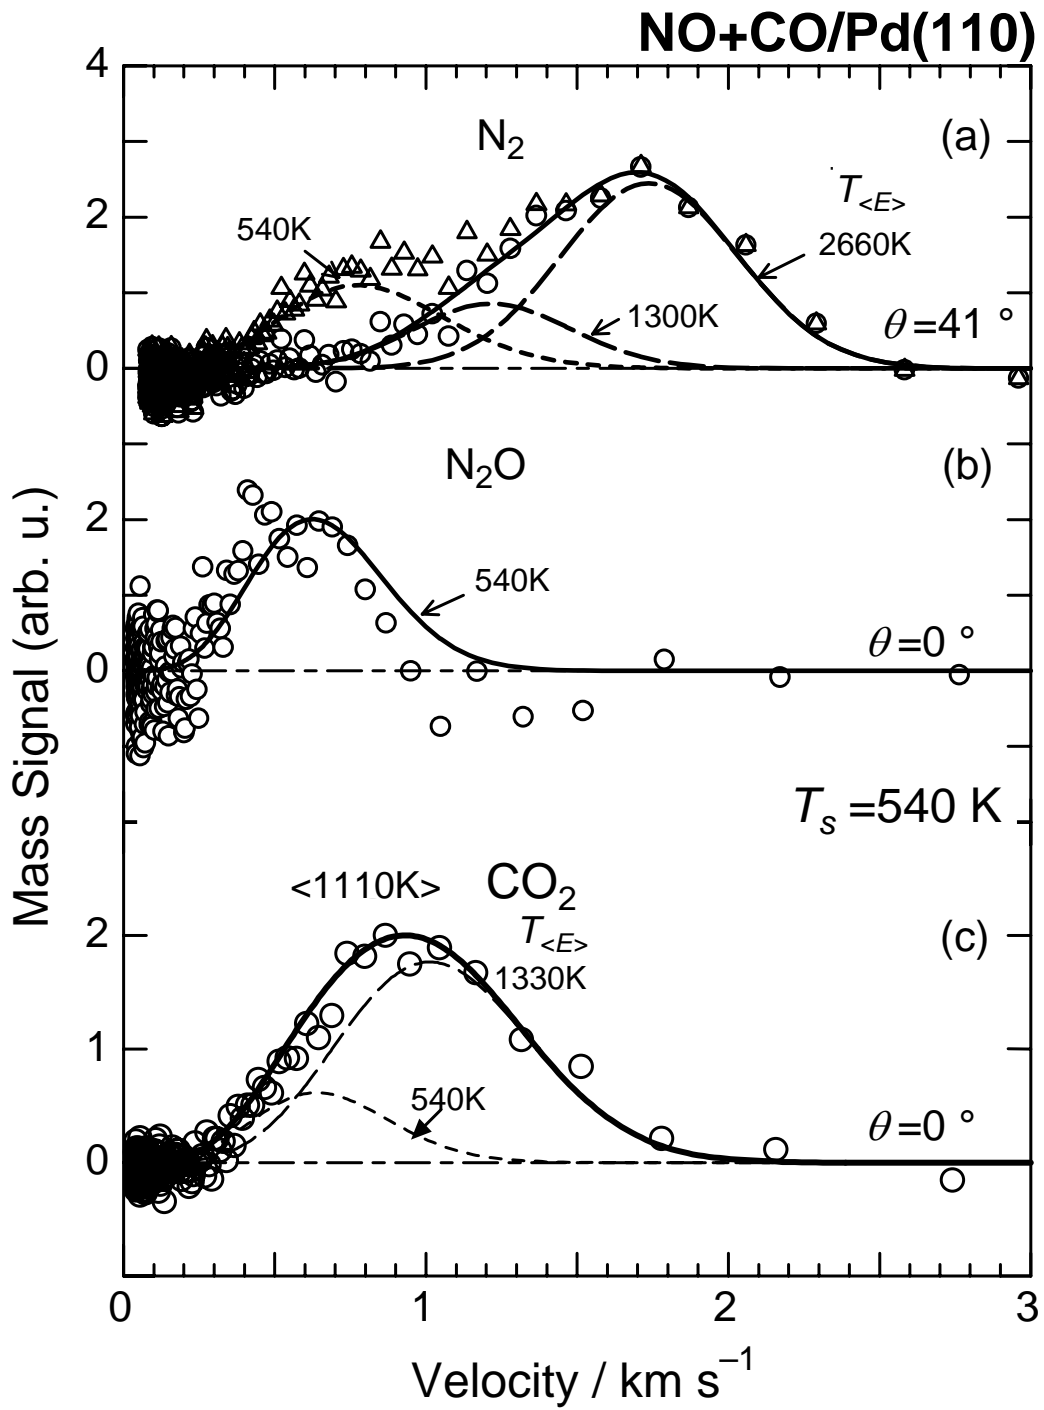 NO+CO/Pd(110)
4
N2
(a)
T<E>
540K
2660K
2
1300K
θ=41 °
0
N2O
(b)
2
540K
θ=0 °
0
Ts=540 K
<1110K>
CO2
T<E>
(c)
2
1330K
1
540K
θ=0 °
0
0 1 2 3
Velocity / km s–1
Mass Signal (arb. u.)